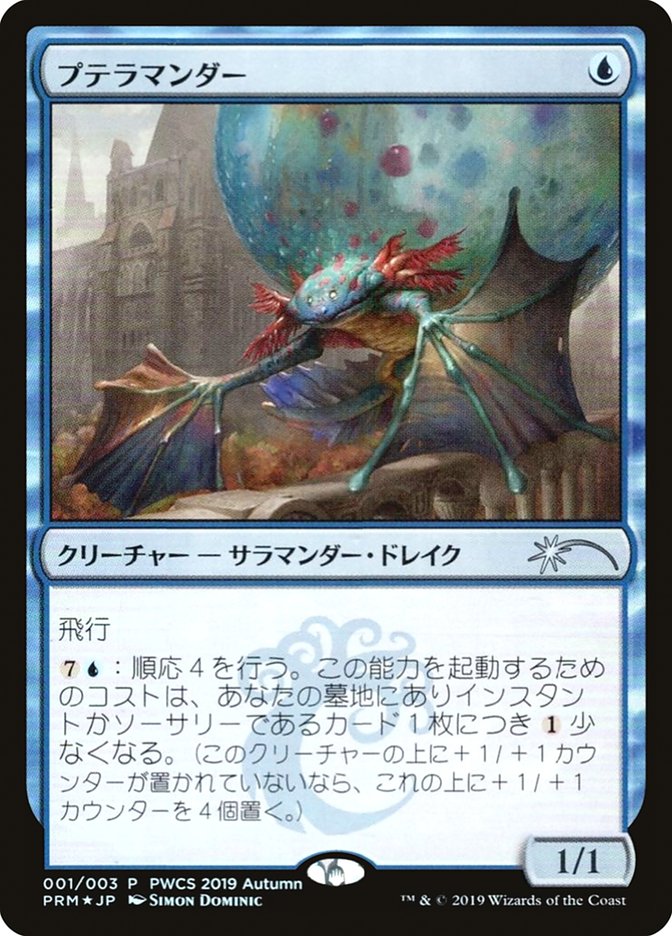 プテラマンダー
クリーチャー — サラマンダー・ドレイク
飛行
7：順応４を行う。この能力を起動するため
のコストは、あなたの墓地にありインスタン
トかソーサリーであるカード１枚につき 1 少
なくなる。（このクリーチャーの上に＋１/＋１カウ
ンターが置かれていないなら、これの上に＋１/＋１
カウンターを４個置く。）
1/1
001/003 P PWCS 2019 Autumn
PRM★JP Simon Dominic
™ & © 2019 Wizards of the Coast